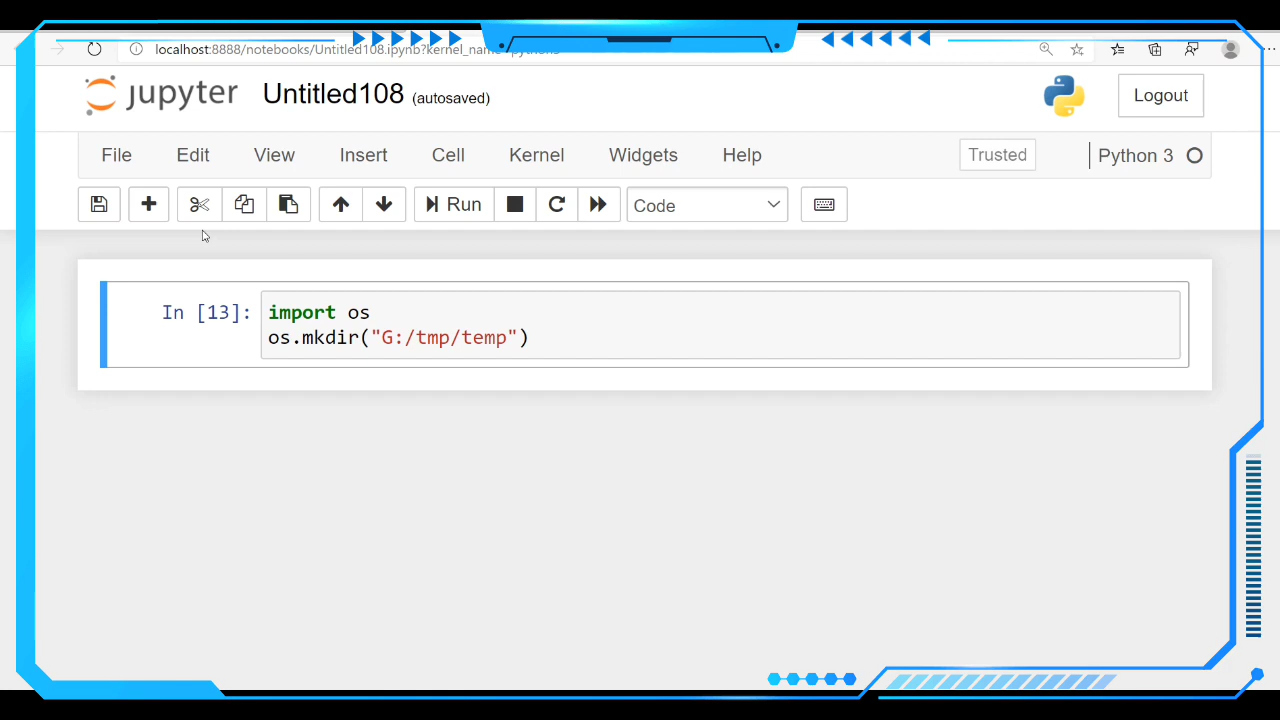 localhost:8888/notebooks/Untitled108.ipynb?kernel_name=python3
jupyter Untitled108 (autosaved)
Logout
File Edit View Insert Cell Kernel Widgets Help Trusted Python 3
Run Code
In [13]: import os
os.mkdir("G:/tmp/temp")